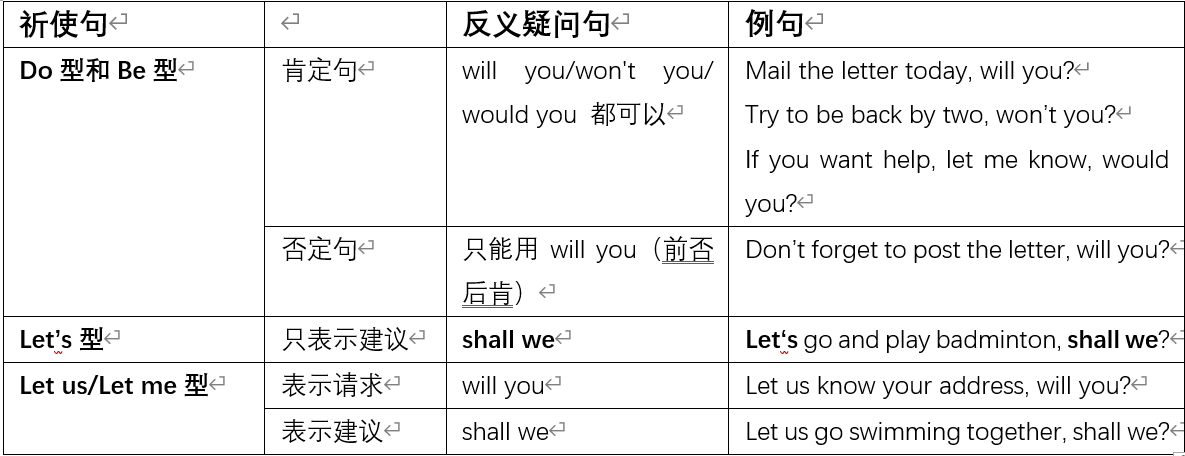 祈使句 反义疑问句 例句
Do 型和 Be 型 肯定句 will you/won't you/ Mail the letter today, will you?
would you 都可以 Try to be back by two, won’t you?
If you want help, let me know, would
you?
否定句 只能用 will you（前否 Don’t forget to post the letter, will you?
后肯）
Let’s 型 只表示建议 shall we Let‘s go and play badminton, shall we?
Let us/Let me 型 表示请求 will you Let us know your address, will you?
表示建议 shall we Let us go swimming together, shall we?